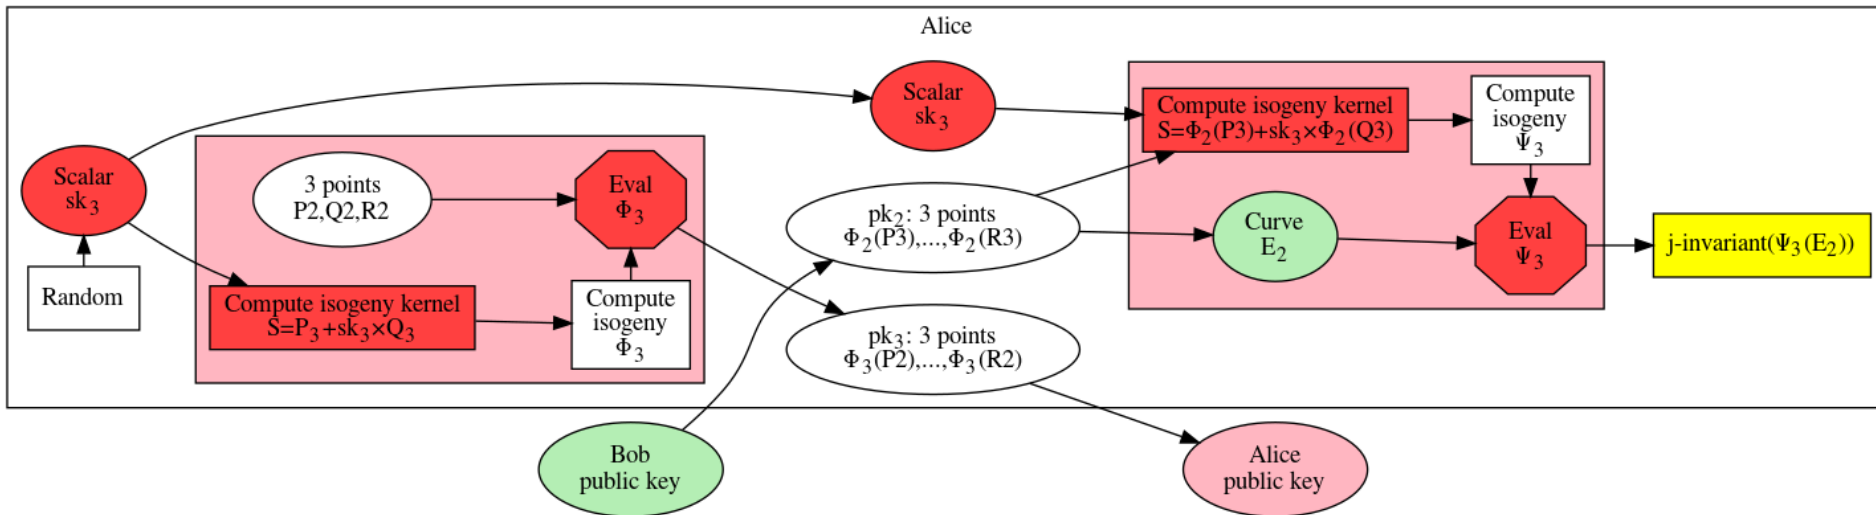 Alice
Scalar
sk₃
Random
3 points
P2,Q2,R2
Eval
Φ₃
Compute isogeny kernel
S=P₃+sk₃×Q₃
Compute
isogeny
Φ₃
Scalar
sk₃
pk₂: 3 points
Φ₂(P3),...,Φ₂(R3)
pk₃: 3 points
Φ₃(P2),...,Φ₃(R2)
Compute isogeny kernel
S=Φ₂(P3)+sk₃×Φ₂(Q3)
Compute
isogeny
Ψ₃
Curve
E₂
Eval
Ψ₃
j-invariant(Ψ₃(E₂))
Bob
public key
Alice
public key